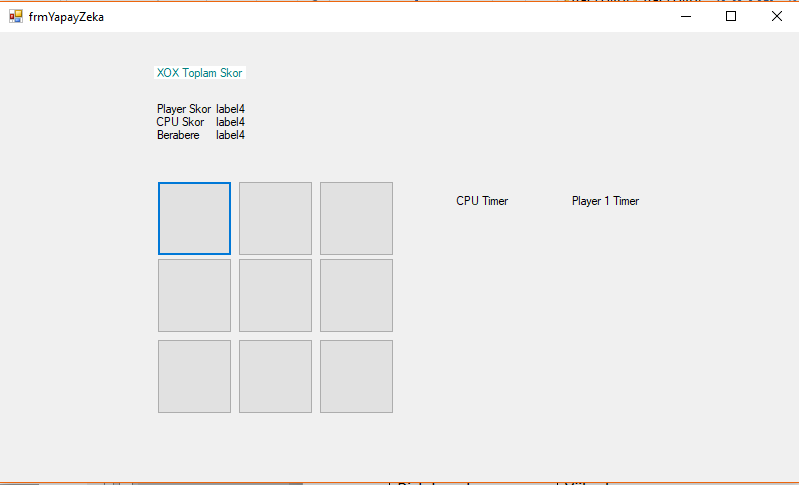 frmYapayZeka
XOX Toplam Skor
Player Skor label4
CPU Skor label4
Berabere label4
CPU Timer Player 1 Timer